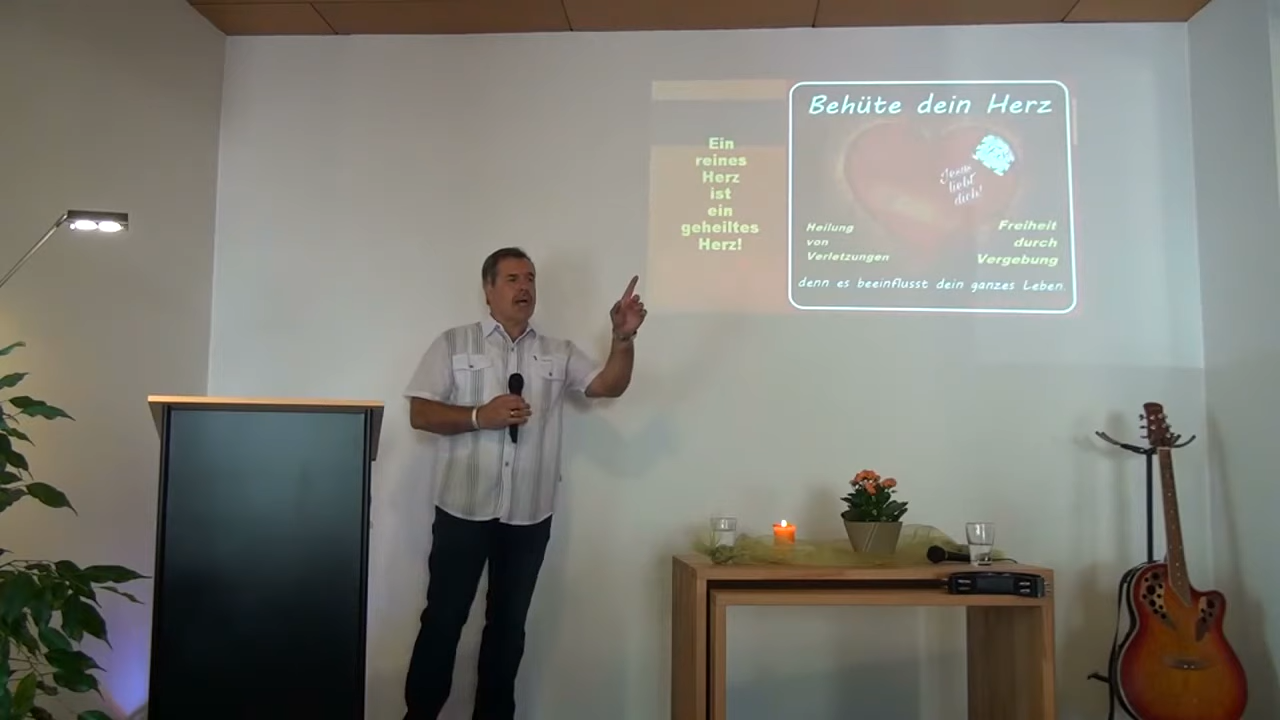 Ein
reines
Herz
ist
ein
geheiltes
Herz!
Behüte dein Herz
Jesus
liebt
dich!
Heilung
von
Verletzungen
Freiheit
durch
Vergebung
denn es beeinflusst dein ganzes Leben.